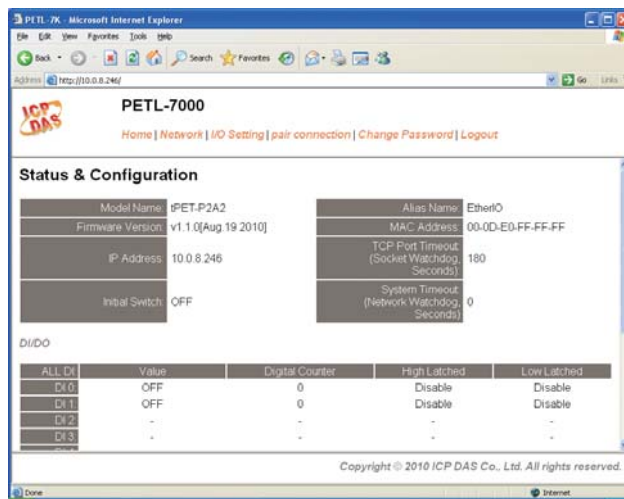 PETL-7K - Microsoft Internet Explorer
File Edit View Favorites Tools Help
Back Search Favorites
Address http://10.0.8.246/ Go Links
ICP DAS
PETL-7000
Home | Network | I/O Setting | pair connection | Change Password | Logout
Status & Configuration
Model Name: tPET-P2A2 Alias Name: EtherIO
Firmware Version: v1.1.0[Aug.19 2010] MAC Address: 00-0D-E0-FF-FF-FF
IP Address: 10.0.8.246 TCP Port Timeout: (Socket Watchdog, Seconds): 180
Initial Switch: OFF System Timeout: (Network Watchdog, Seconds): 0
DI/DO
ALL DI Value Digital Counter High Latched Low Latched
DI 0: OFF 0 Disable Disable
DI 1: OFF 0 Disable Disable
DI 2: - - - -
DI 3: - - - -
Copyright © 2010 ICP DAS Co., Ltd. All rights reserved.
Done Internet